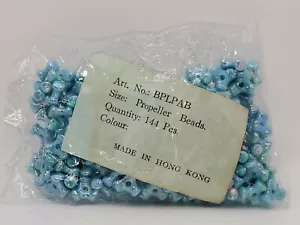 Art. No.: BPLPAB
Size: Propeller Beads.
Quantity: 144 Pcs.
Colour:
MADE IN HONG KONG